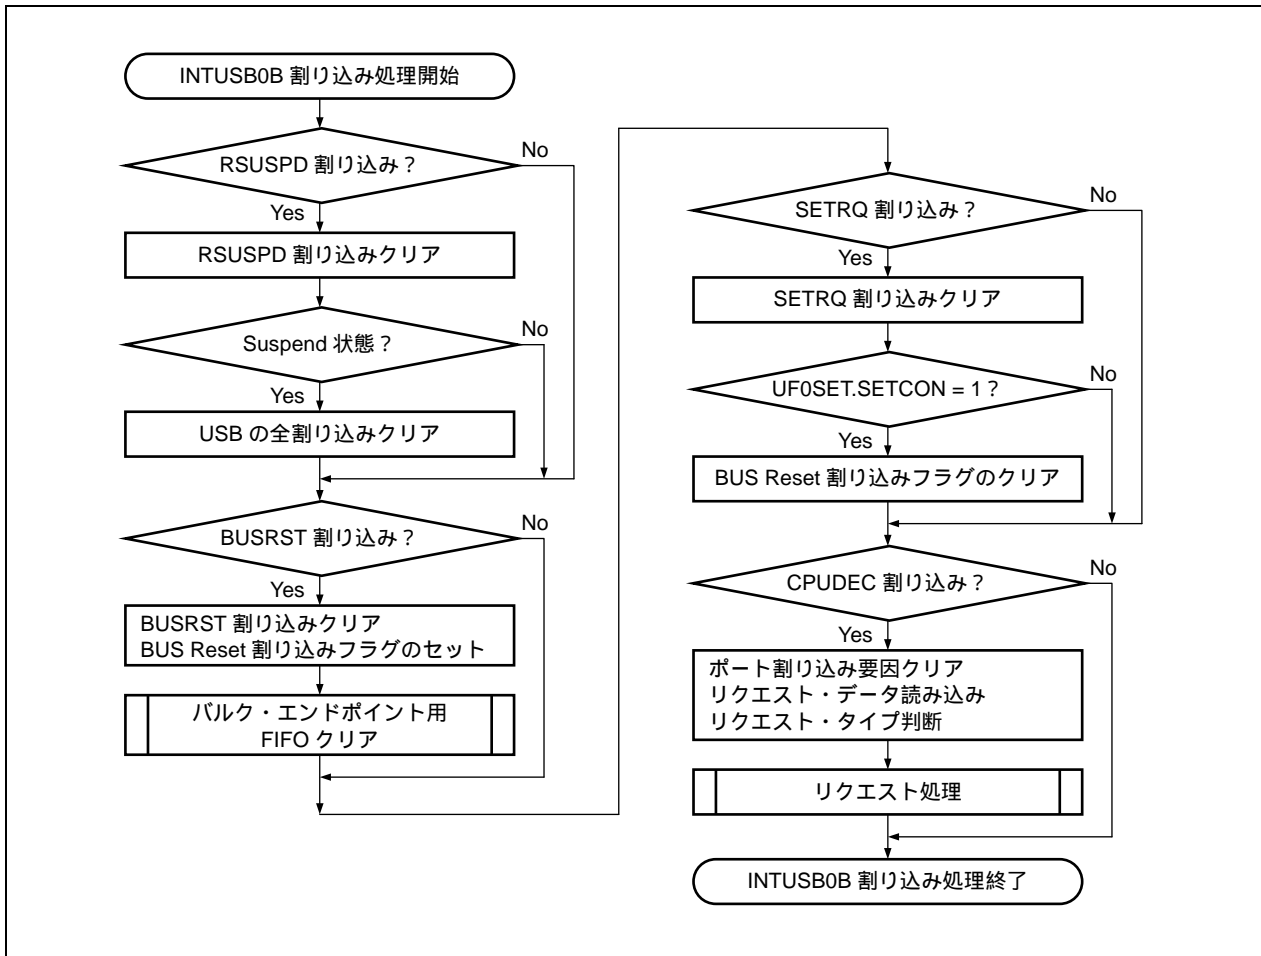 INTUSB0B 割り込み処理開始
RSUSPD 割り込み？
No
Yes
RSUSPD 割り込みクリア
Suspend 状態？
No
Yes
USB の全割り込みクリア
BUSRST 割り込み？
No
Yes
BUSRST 割り込みクリア
BUS Reset 割り込みフラグのセット
バルク・エンドポイント用
FIFO クリア
SETRQ 割り込み？
No
Yes
SETRQ 割り込みクリア
UF0SET.SETCON = 1？
No
Yes
BUS Reset 割り込みフラグのクリア
CPUDEC 割り込み？
No
Yes
ポート割り込み要因クリア
リクエスト・データ読み込み
リクエスト・タイプ判断
リクエスト処理
INTUSB0B 割り込み処理終了